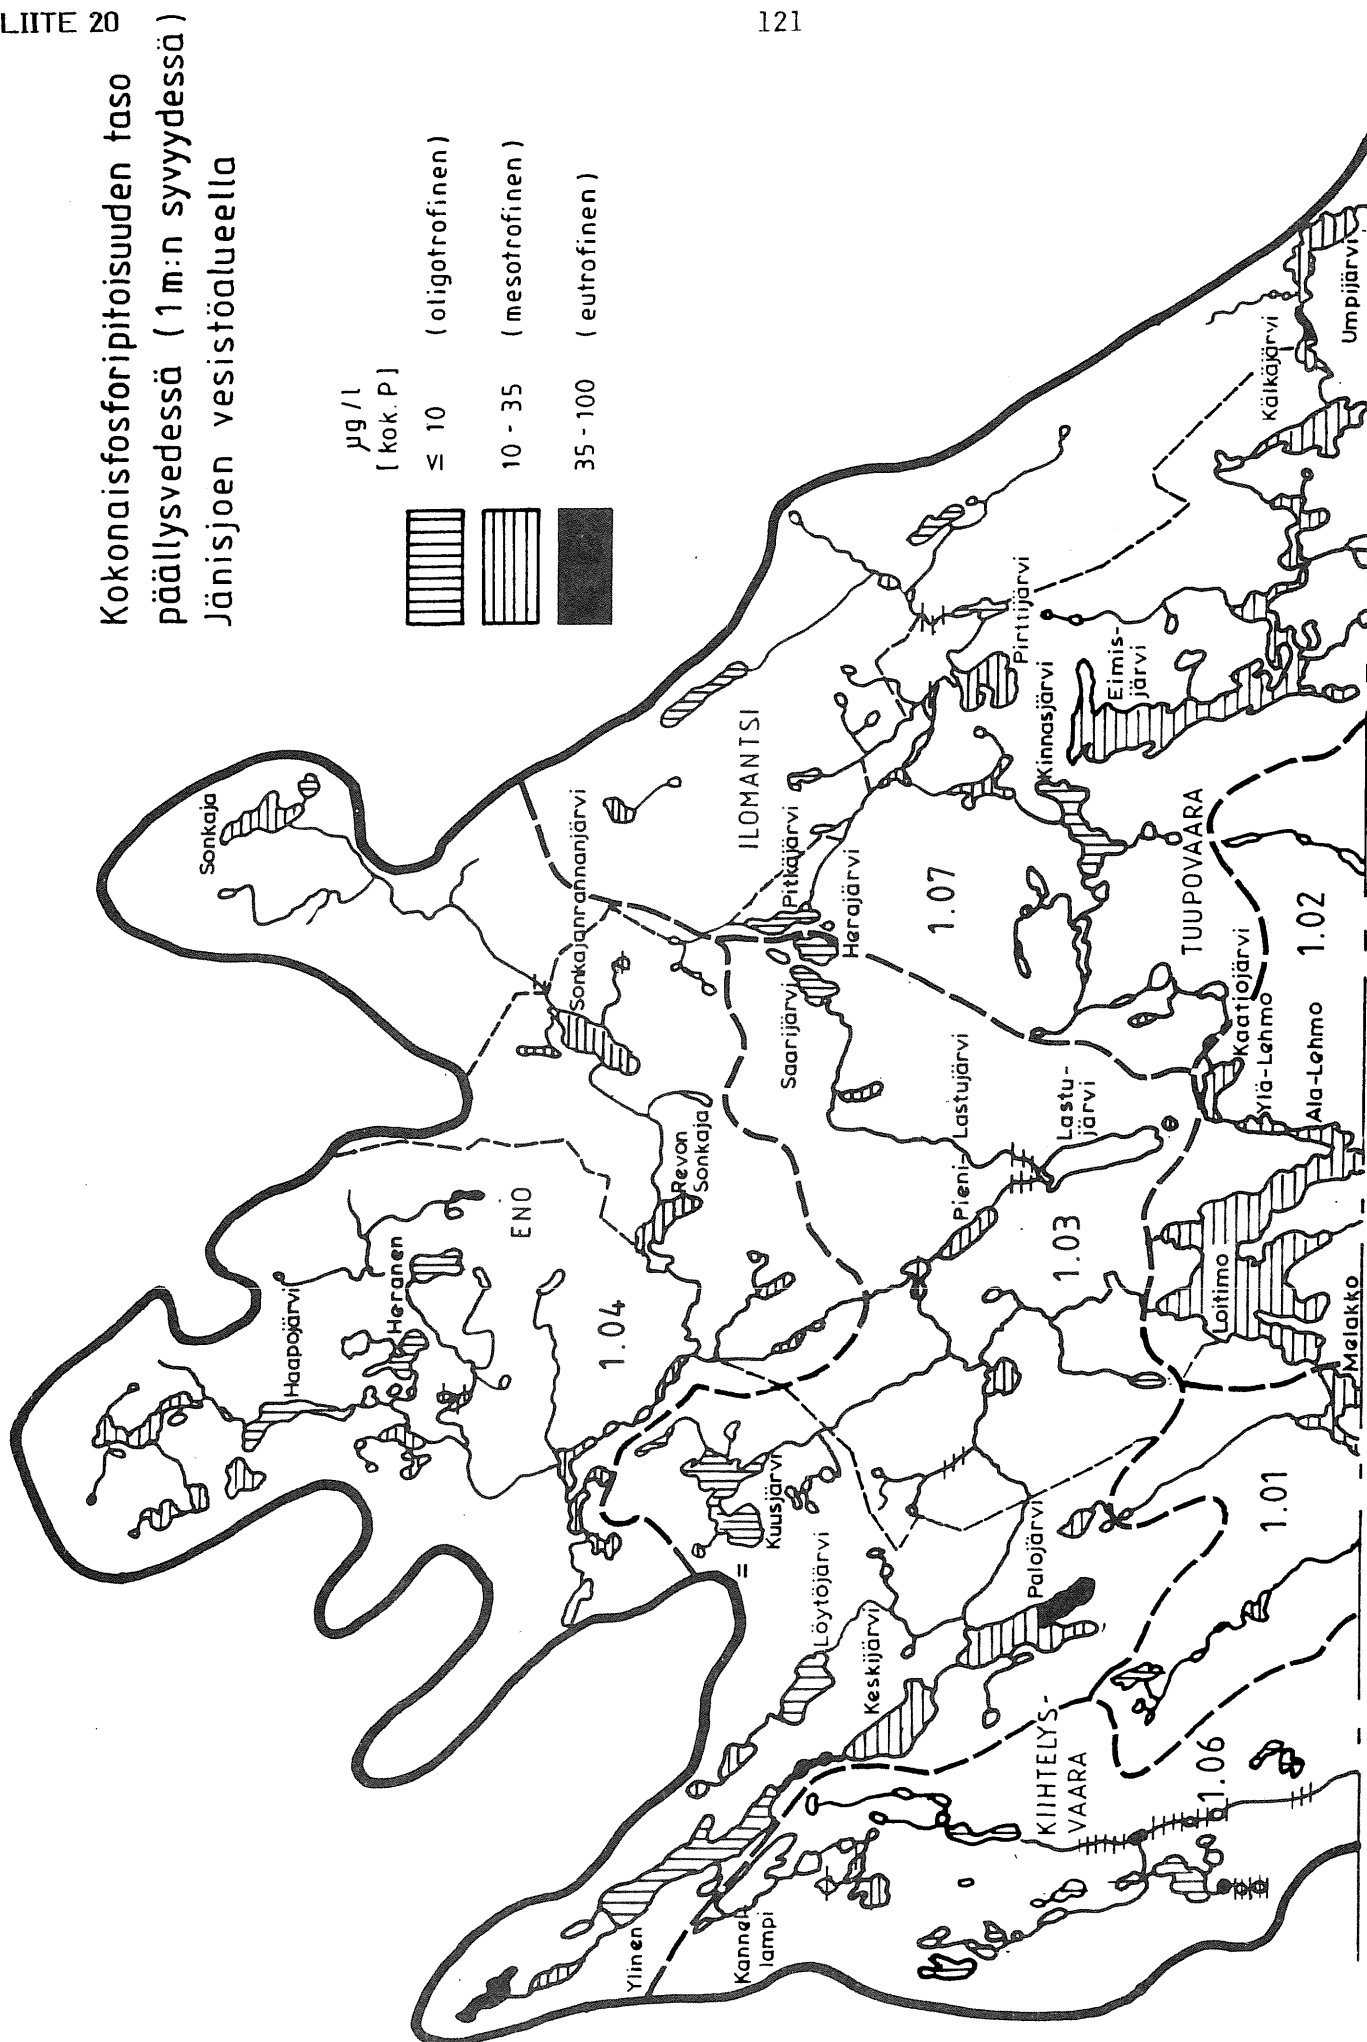 LIITE 20
121
Kokonaisfosforipitoisuuden taso
päällysvedessä (1m:n syvyydessä)
Jänisjoen vesistöalueella
µg/l
[kok. P]
≤ 10 (oligotrofinen)
10 - 35 (mesotrofinen)
35 - 100 (eutrofinen)
Sonkaja
Sonkajanrannanjärvi
ILOMANTSI
Pitkäjärvi
Herajärvi
Saarijärvi
Pirttijärvi
Kinnasjärvi
Eimis-
järvi
Kälkäjärvi
Umpijärvi
1.07
TUUPOVAARA
Kaatiojärvi
Ylä-Lehmo
Ala-Lehmo
1.02
Haapojärvi
Heranen
ENO
Revon
Sonkaja
1.04
Pieni-Lastujärvi
Lastu-
järvi
1.03
Loitimo
Melakko
Kuusjärvi
Löytöjärvi
Keskijärvi
Palojärvi
1.01
KIIHTELYS-
VAARA
1.06
Ylinen
Kannel
lampi